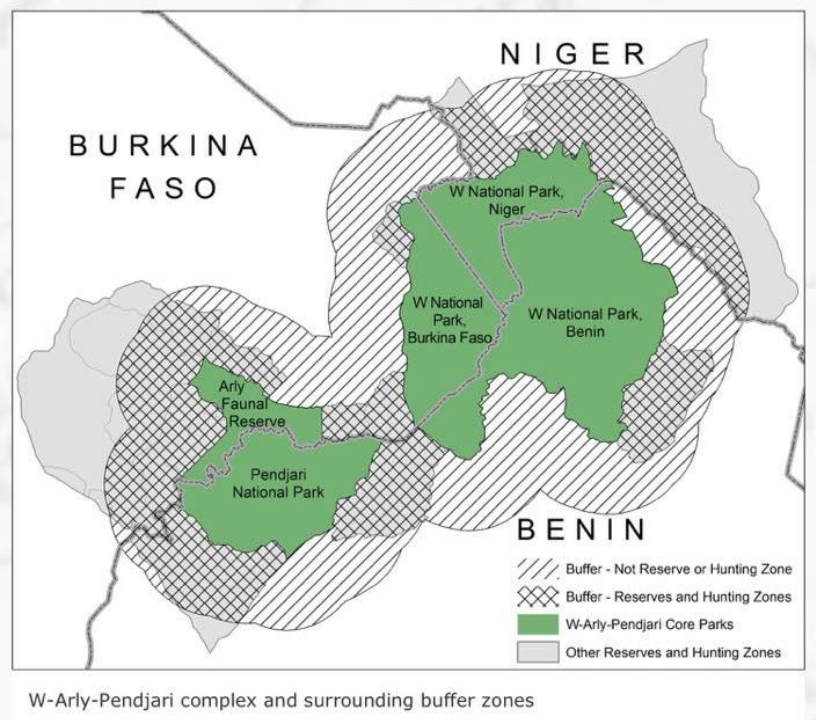 NIGER
BURKINA
FASO
W National Park,
Niger
W National
Park,
Burkina Faso
W National Park,
Benin
Arly
Faunal
Reserve
Pendjari
National Park
BENIN
Buffer - Not Reserve or Hunting Zone
Buffer - Reserves and Hunting Zones
W-Arly-Pendjari Core Parks
Other Reserves and Hunting Zones
W-Arly-Pendjari complex and surrounding buffer zones